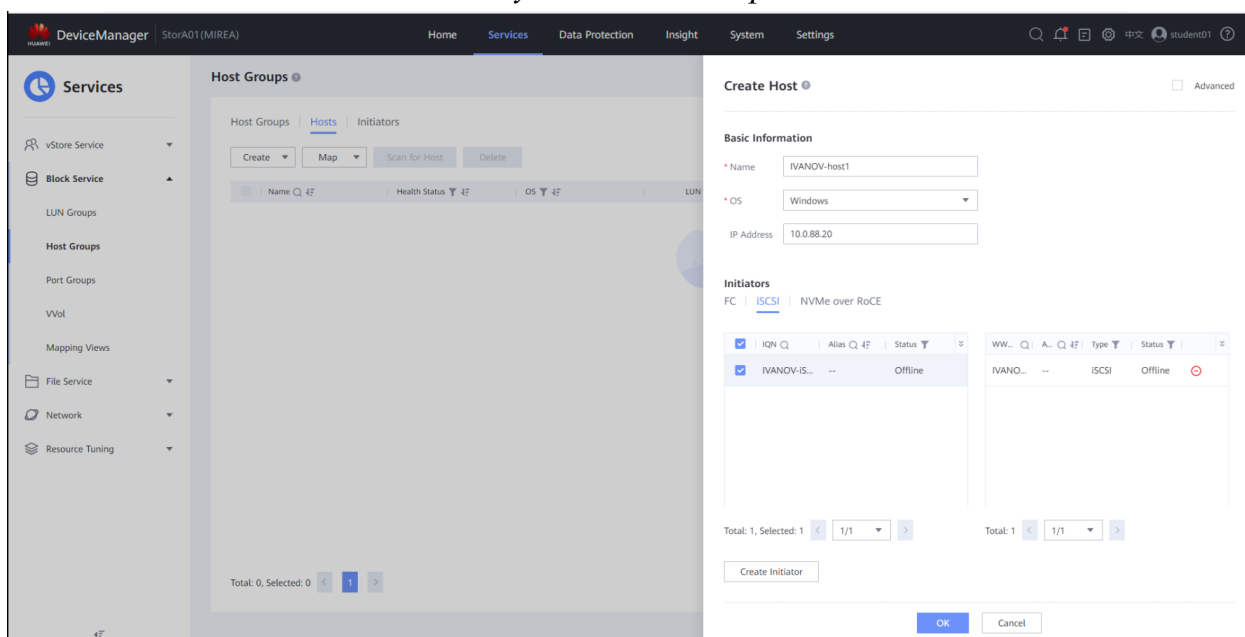 HUAWEI DeviceManager StorA01(MIREA) Home Services Data Protection Insight System Settings 中文 student01
Services
vStore Service
Block Service
LUN Groups
Host Groups
Port Groups
VVol
Mapping Views
File Service
Network
Resource Tuning
Host Groups
Host Groups Hosts Initiators
Create Map Scan for Host Delete
Name Health Status OS LUN
Total: 0, Selected: 0 < 1 >
Create Host Advanced
Basic Information
* Name IVANOV-host1
* OS Windows
IP Address 10.0.88.20
Initiators
FC iSCSI NVMe over RoCE
IQN Alias Status
IVANOV-iS... -- Offline
Total: 1, Selected: 1 < 1/1 >
WW... A... Type Status
IVANO... -- iSCSI Offline
Total: 1 < 1/1 >
Create Initiator
OK Cancel